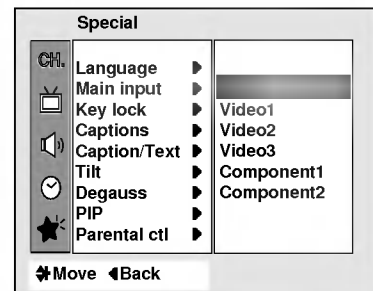 Special
CH.
Language
Main input
Key lock
Captions
Caption/Text
Tilt
Degauss
PIP
Parental ctl
Video1
Video2
Video3
Component1
Component2
Move Back